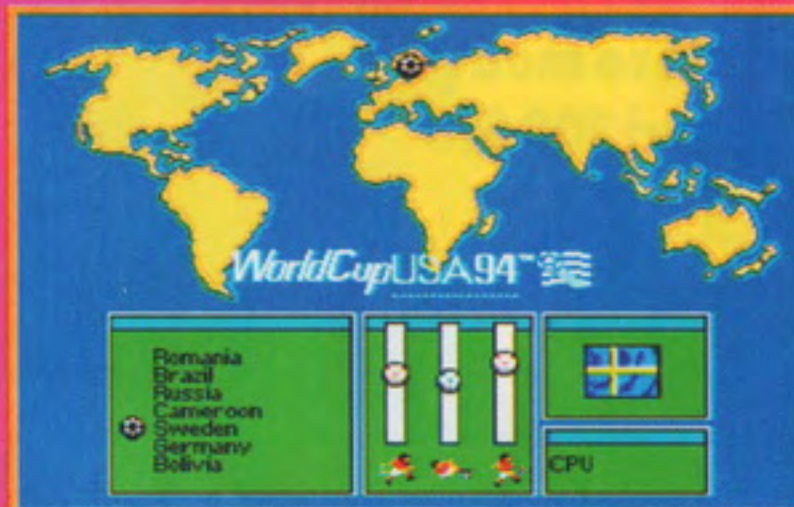 WorldCupUSA94™
Romania
Brazil
Russia
Cameroon
Sweden
Germany
Bolivia
CPU